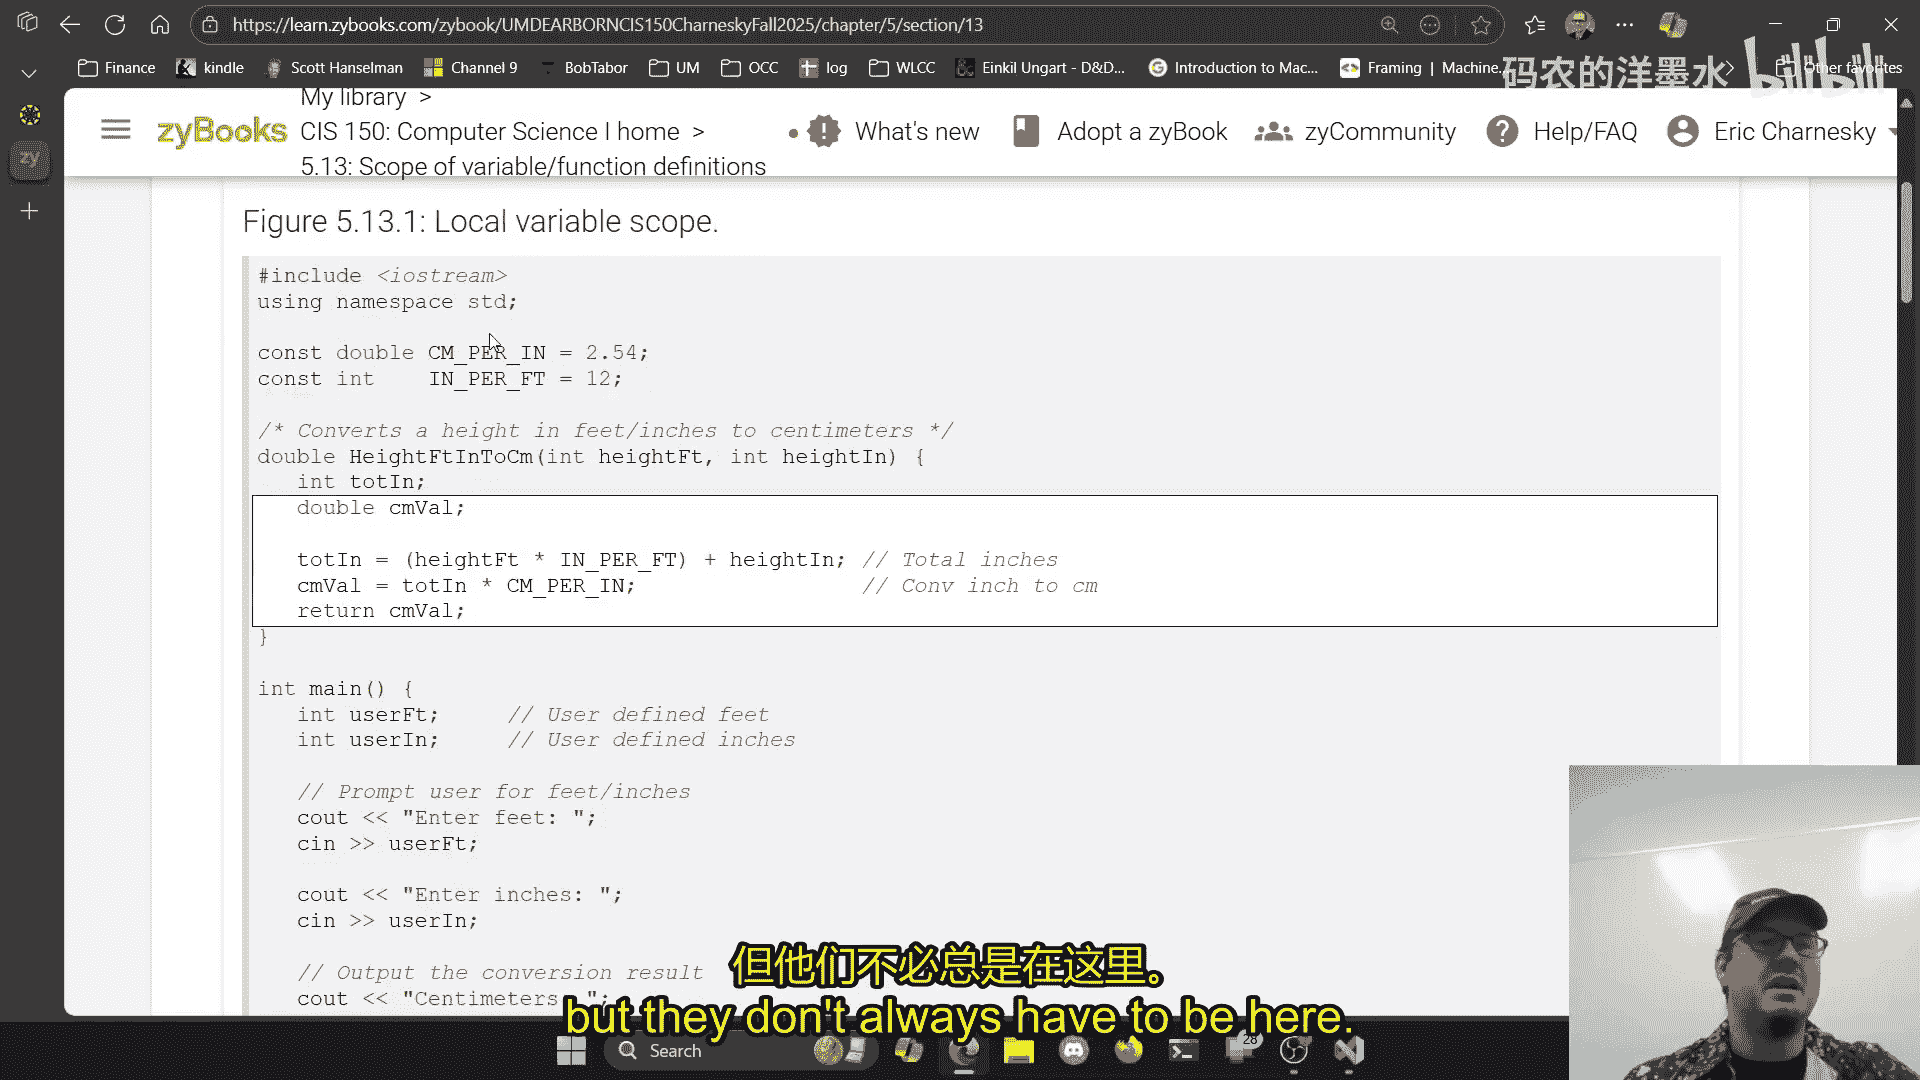 https://learn.zybooks.com/zybook/UMDEARBORNCIS150CharneskyFall2025/chapter/5/section/13
Finance
kindle
Scott Hanselman
Channel 9
BobTabor
UM
OCC
log
WLCC
Einkil Ungart - D&D...
Introduction to Mac...
Framing | Machine...
Other favorites
码农的洋墨水
bilibili
zyBooks
My library >
CIS 150: Computer Science I home >
5.13: Scope of variable/function definitions
What's new
Adopt a zyBook
zyCommunity
Help/FAQ
Eric Charnesky
zy
Figure 5.13.1: Local variable scope.
#include <iostream>
using namespace std;
const double CM_PER_IN = 2.54;
const int    IN_PER_FT = 12;
/* Converts a height in feet/inches to centimeters */
double HeightFtInToCm(int heightFt, int heightIn) {
int totIn;
double cmVal;
totIn = (heightFt * IN_PER_FT) + heightIn; // Total inches
cmVal = totIn * CM_PER_IN;                 // Conv inch to cm
return cmVal;
}
int main() {
int userFt;     // User defined feet
int userIn;     // User defined inches
// Prompt user for feet/inches
cout << "Enter feet: ";
cin >> userFt;
cout << "Enter inches: ";
cin >> userIn;
// Output the conversion result
cout << "Centimeters: ";
但他们不必总是在这里。
but they don't always have to be here.
Search
28